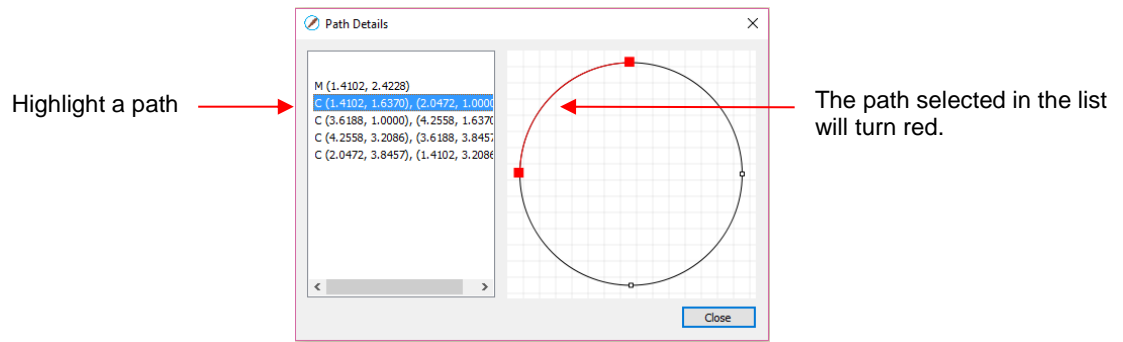 Path Details
Highlight a path
M (1.4102, 2.4228)
C (1.4102, 1.6370), (2.0472, 1.0000
C (3.6188, 1.0000), (4.2558, 1.6370
C (4.2558, 3.2086), (3.6188, 3.8457
C (2.0472, 3.8457), (1.4102, 3.2086
The path selected in the list
will turn red.
Close